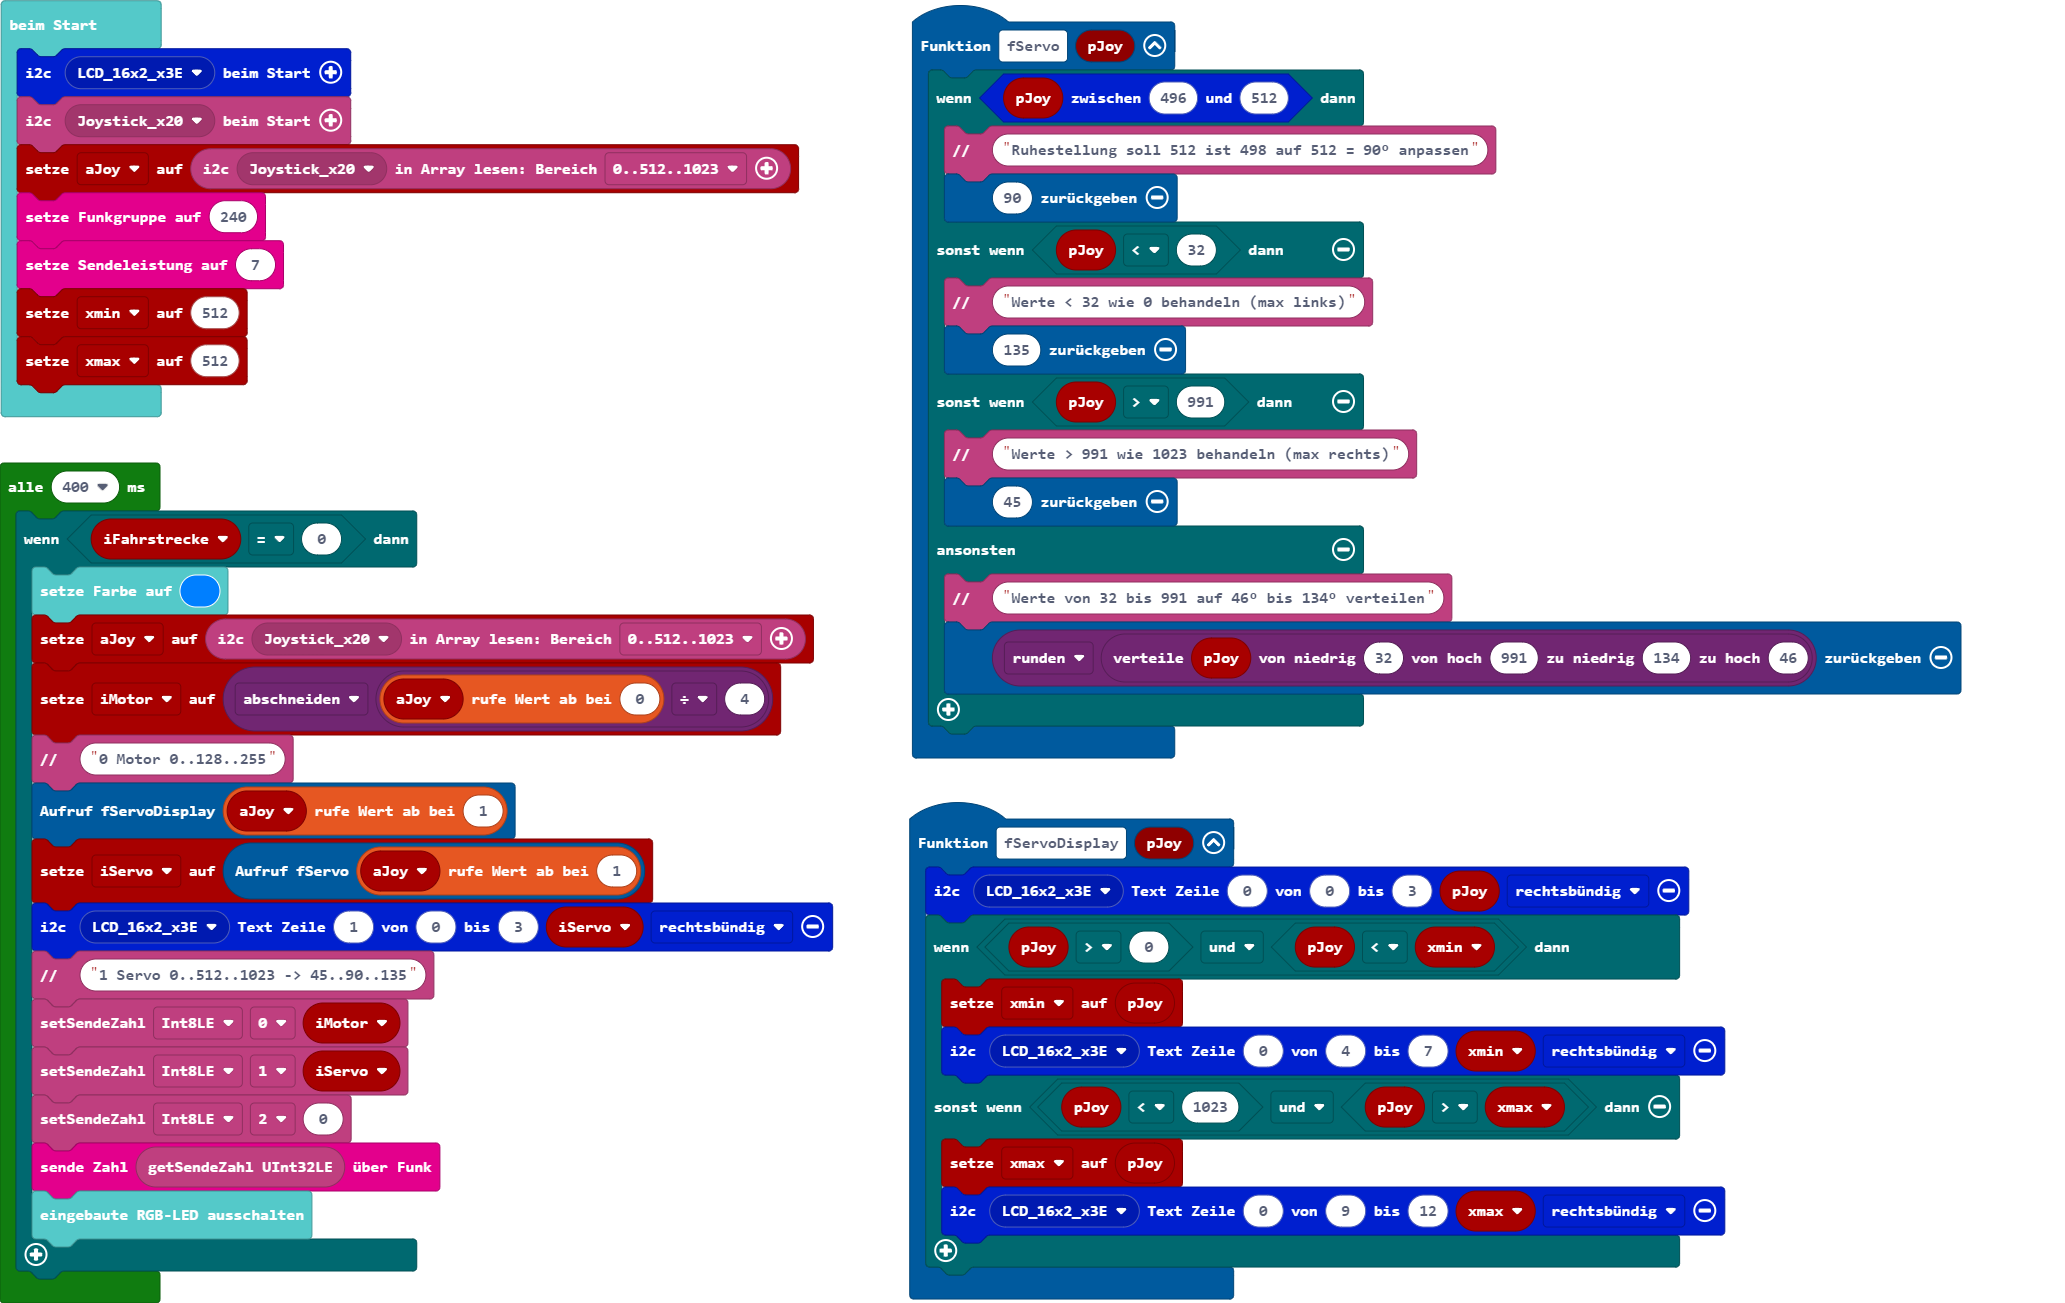 beim Start
i2c LCD_16x2_x3E beim Start
i2c Joystick_x20 beim Start
setze aJoy auf i2c Joystick_x20 in Array lesen: Bereich 0..512..1023
setze Funkgruppe auf 240
setze Sendeleistung auf 7
setze xmin auf 512
setze xmax auf 512
alle 400 ms
wenn iFahrstrecke = 0 dann
setze Farbe auf
setze aJoy auf i2c Joystick_x20 in Array lesen: Bereich 0..512..1023
setze iMotor auf abschneiden aJoy rufe Wert ab bei 0 ÷ 4
// "0 Motor 0..128..255"
Aufruf fServoDisplay aJoy rufe Wert ab bei 1
setze iServo auf Aufruf fServo aJoy rufe Wert ab bei 1
i2c LCD_16x2_x3E Text Zeile 1 von 0 bis 3 iServo rechtsbündig
// "1 Servo 0..512..1023 -> 45..90..135"
setSendeZahl Int8LE 0 iMotor
setSendeZahl Int8LE 1 iServo
setSendeZahl Int8LE 2 0
sende Zahl getSendeZahl UInt32LE über Funk
eingebaute RGB-LED ausschalten
Funktion fServo pJoy
wenn pJoy zwischen 496 und 512 dann
// "Ruhestellung soll 512 ist 498 auf 512 = 90º anpassen"
90 zurückgeben
sonst wenn pJoy < 32 dann
// "Werte < 32 wie 0 behandeln (max links)"
135 zurückgeben
sonst wenn pJoy > 991 dann
// "Werte > 991 wie 1023 behandeln (max rechts)"
45 zurückgeben
ansonsten
// "Werte von 32 bis 991 auf 46º bis 134º verteilen"
runden verteile pJoy von niedrig 32 von hoch 991 zu niedrig 134 zu hoch 46 zurückgeben
Funktion fServoDisplay pJoy
i2c LCD_16x2_x3E Text Zeile 0 von 0 bis 3 pJoy rechtsbündig
wenn pJoy > 0 und pJoy < xmin dann
setze xmin auf pJoy
i2c LCD_16x2_x3E Text Zeile 0 von 4 bis 7 xmin rechtsbündig
sonst wenn pJoy < 1023 und pJoy > xmax dann
setze xmax auf pJoy
i2c LCD_16x2_x3E Text Zeile 0 von 9 bis 12 xmax rechtsbündig